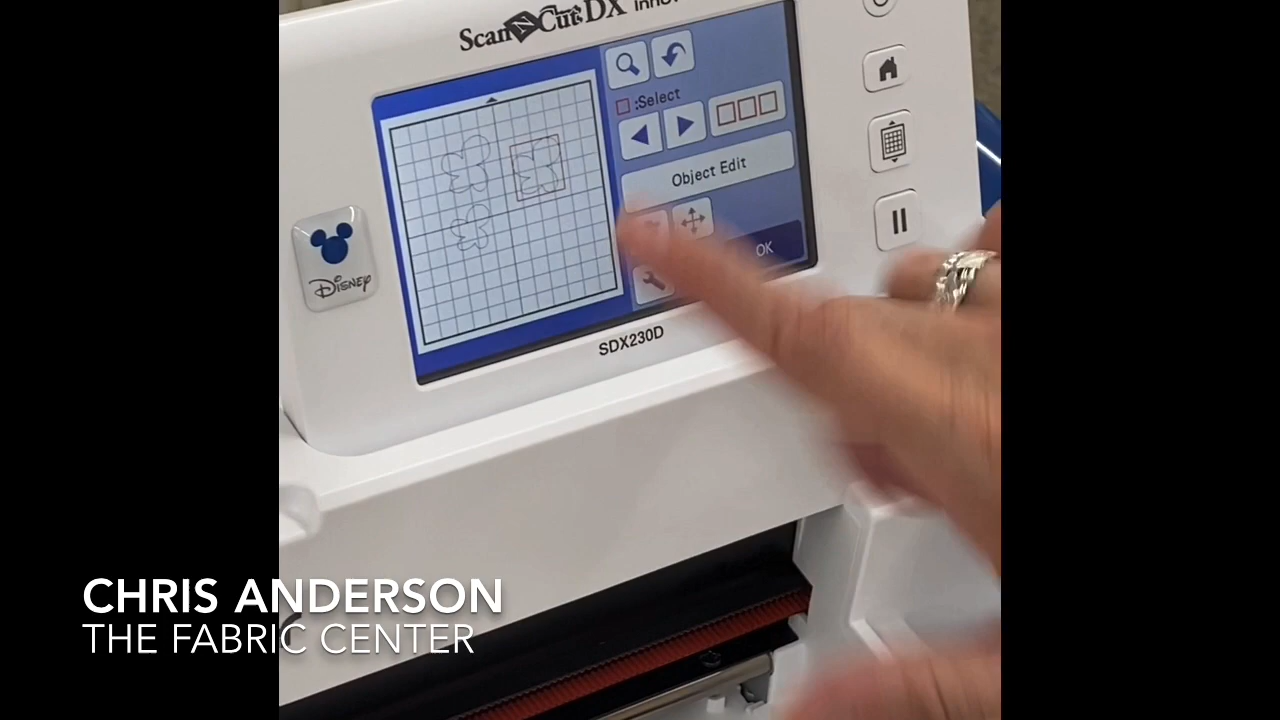 ScanNCut DX
:Select
Object Edit
OK
Disney
SDX230D
CHRIS ANDERSON
THE FABRIC CENTER